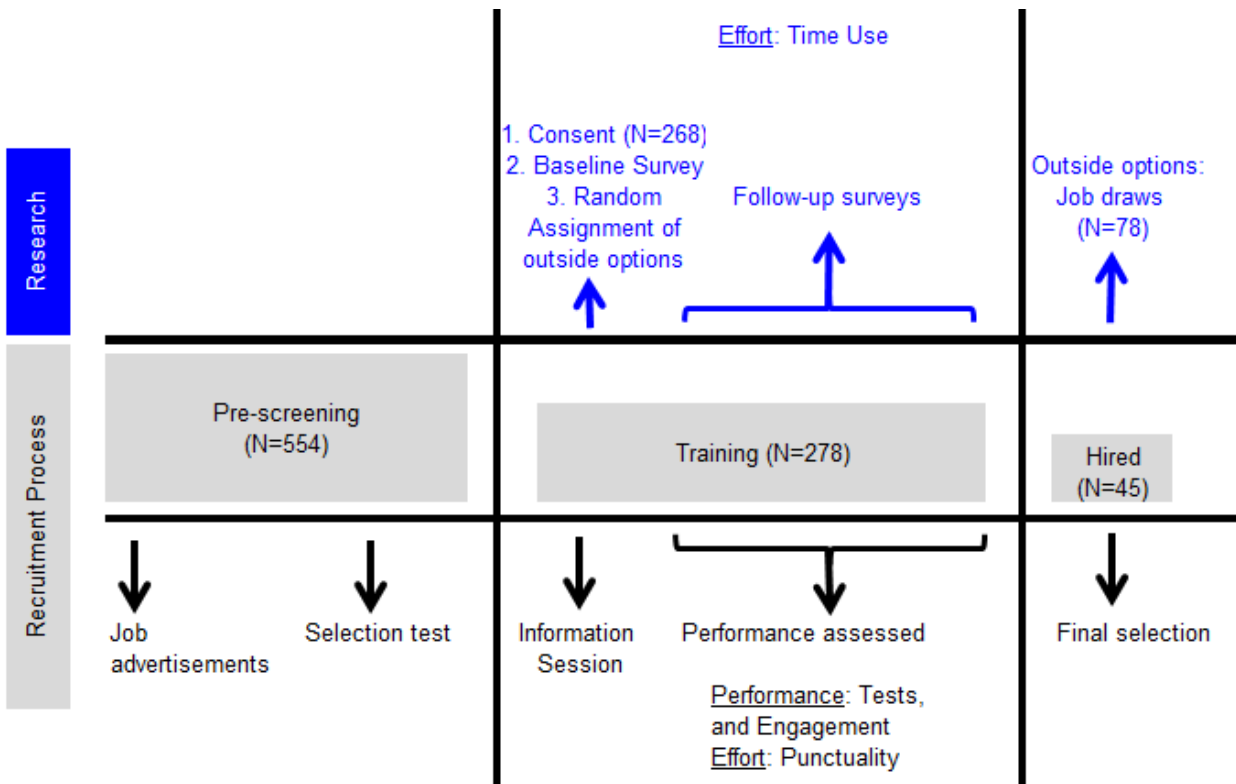 Effort: Time Use
1. Consent (N=268)
2. Baseline Survey
3. Random
Assignment of
outside options
Follow-up surveys
Outside options:
Job draws
(N=78)
Research
Recruitment Process
Pre-screening
(N=554)
Training (N=278)
Hired
(N=45)
Job
advertisements
Selection test
Information
Session
Performance assessed
Performance: Tests,
and Engagement
Effort: Punctuality
Final selection